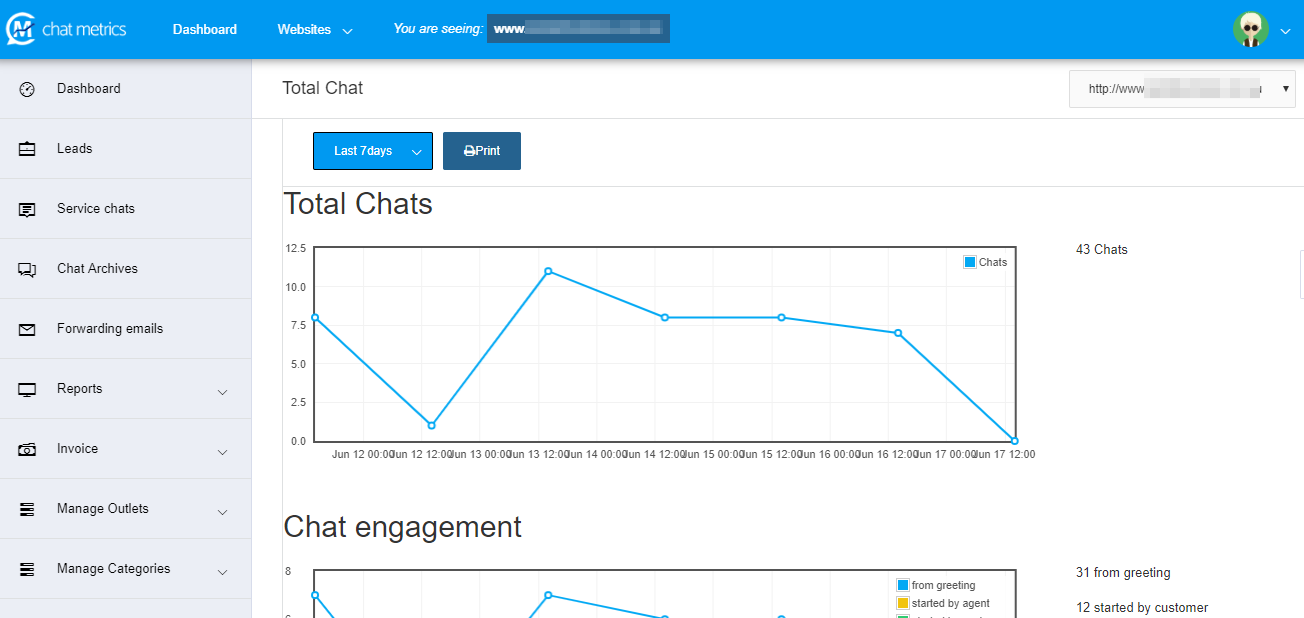 chat metrics Dashboard Websites You are seeing: www.
Dashboard
Leads
Service chats
Chat Archives
Forwarding emails
Reports
Invoice
Manage Outlets
Manage Categories
Total Chat http://www
Last 7days Print
Total Chats
12.5
10.0
7.5
5.0
2.5
0.0
Chats
43 Chats
Jun 12 00:00 Jun 12 12:00 Jun 13 00:00 Jun 13 12:00 Jun 14 00:00 Jun 14 12:00 Jun 15 00:00 Jun 15 12:00 Jun 16 00:00 Jun 16 12:00 Jun 17 00:00 Jun 17 12:00
Chat engagement
8
from greeting
started by agent
31 from greeting
12 started by customer